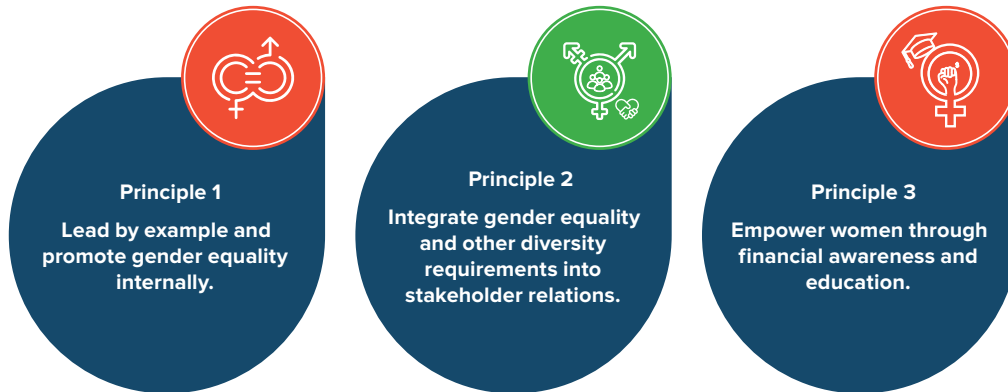 Principle 1
Lead by example and
promote gender equality
internally.
Principle 2
Integrate gender equality
and other diversity
requirements into
stakeholder relations.
Principle 3
Empower women through
financial awareness and
education.